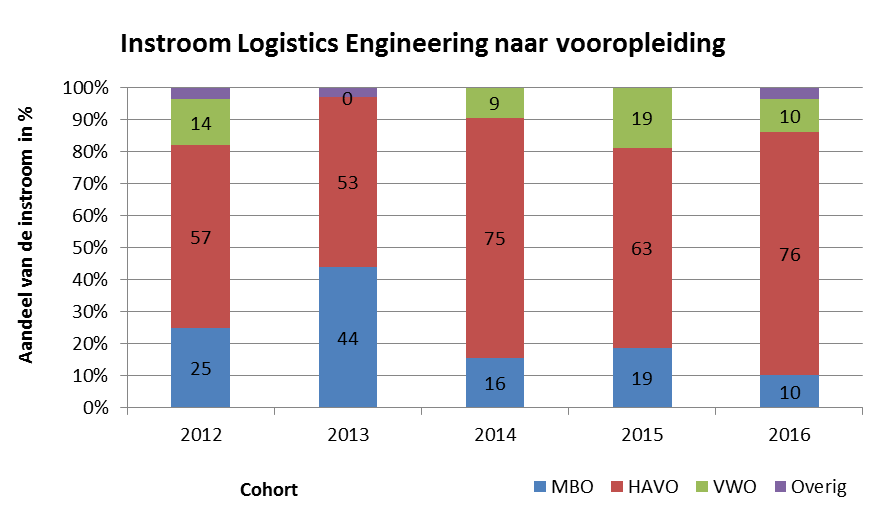 Instroom Logistics Engineering naar vooropleiding
Aandeel van de instroom in %
100%
90%
80%
70%
60%
50%
40%
30%
20%
10%
0%
14 0 9 19 10
57 53 75 63 76
25 44 16 19 10
2012 2013 2014 2015 2016
Cohort
MBO HAVO VWO Overig